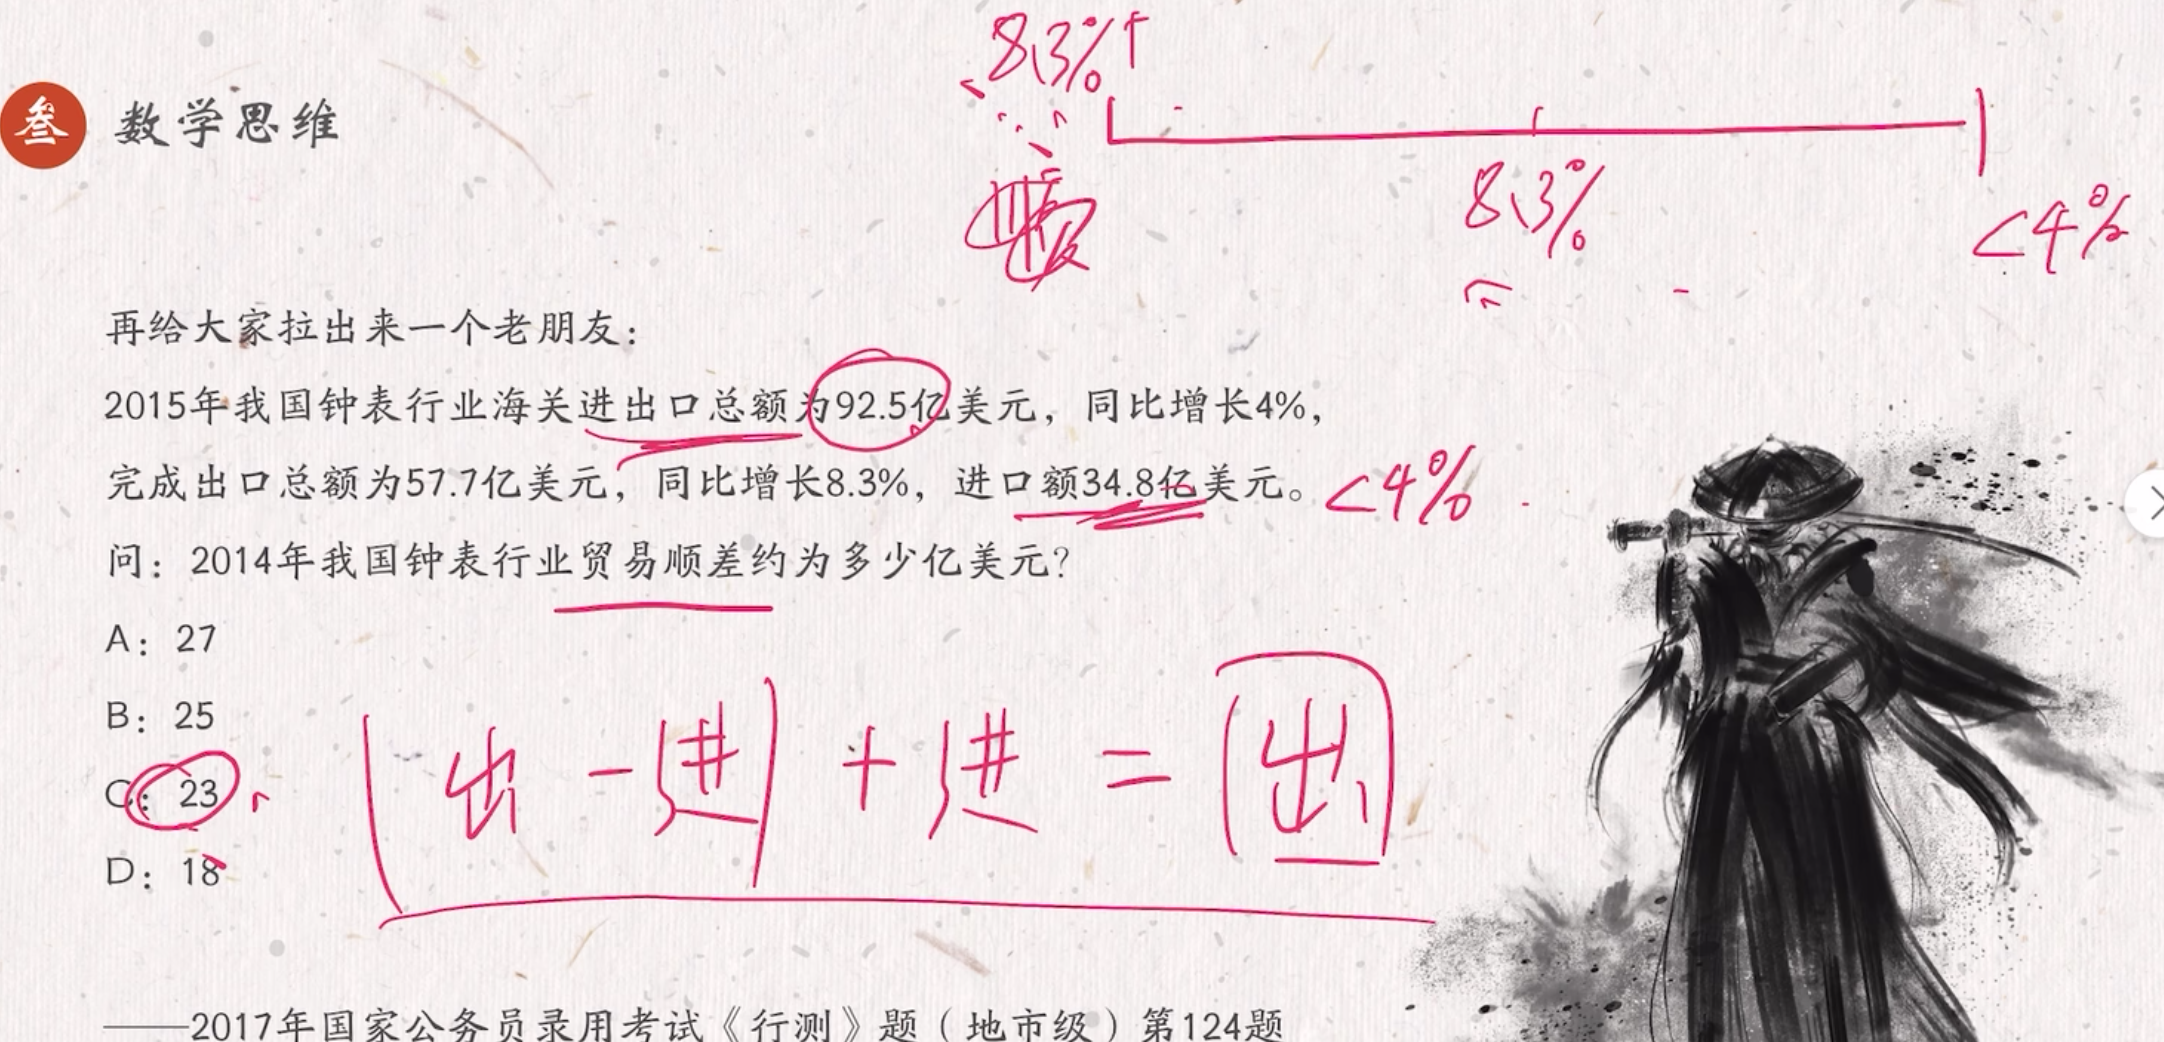 8.3%↑
叁 数学思维
8.3%
<4%
再给大家拉出来一个老朋友：
2015年我国钟表行业海关进出口总额为92.5亿美元，同比增长4%，
完成出口总额为57.7亿美元，同比增长8.3%，进口额34.8亿美元。 <4%
问：2014年我国钟表行业贸易顺差约为多少亿美元？
A：27
B：25
C：23
D：18
(出－进)＋进＝出
——2017年国家公务员录用考试《行测》题（地市级）第124题